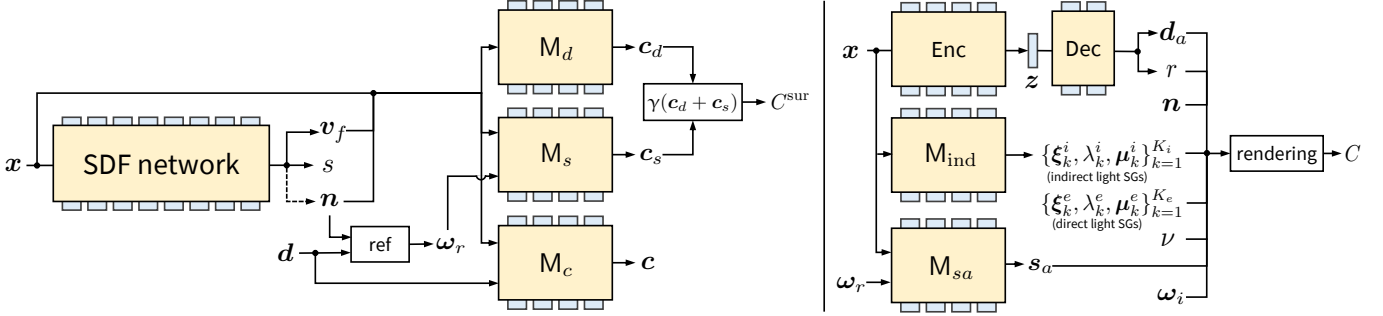 x
SDF network
v_f
s
n
d
ref
ω_r
M_d
M_s
M_c
c_d
c_s
c
γ(c_d + c_s)
C^sur
x
ω_r
Enc
z
Dec
M_ind
M_sa
s_a
d_a
r
n
{ξ_k^i, λ_k^i, μ_k^i}_{k=1}^{K_i}
(indirect light SGs)
{ξ_k^e, λ_k^e, μ_k^e}_{k=1}^{K_e}
(direct light SGs)
ν
ω_i
rendering
C